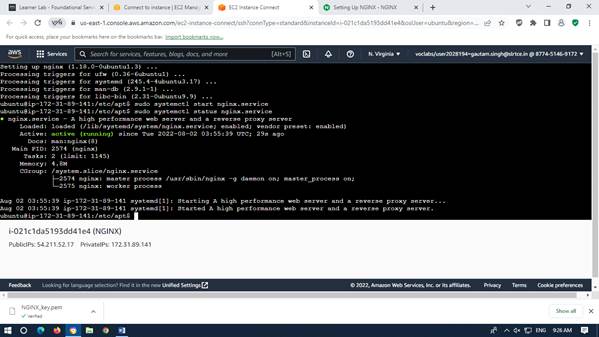 Learner Lab - Foundational Servi
Connect to instance | EC2 Manag
EC2 Instance Connect
Setting Up NGINX - NGINX
VPN
us-east-1.console.aws.amazon.com/ec2-instance-connect/ssh?connType=standard&instanceId=i-021c1da5193dd41e4&osUser=ubuntu&region=...
For quick access, place your bookmarks here on the bookmarks bar. Import bookmarks now...
aws
Services
Search for services, features, blogs, docs, and more
[Alt+S]
N. Virginia
voclabs/user2028194=gautam.singh@slrtce.in @ 8774-5146-9172
Setting up nginx (1.18.0-0ubuntu1.3) ...
Processing triggers for ufw (0.36-6ubuntu1) ...
Processing triggers for systemd (245.4-4ubuntu3.17) ...
Processing triggers for man-db (2.9.1-1) ...
Processing triggers for libc-bin (2.31-0ubuntu9.9) ...
ubuntu@ip-172-31-89-141:/etc/apt$ sudo systemctl start nginx.service
ubuntu@ip-172-31-89-141:/etc/apt$ sudo systemctl status nginx.service
● nginx.service - A high performance web server and a reverse proxy server
Loaded: loaded (/lib/systemd/system/nginx.service; enabled; vendor preset: enabled)
Active: active (running) since Tue 2022-08-02 03:55:39 UTC; 29s ago
Docs: man:nginx(8)
Main PID: 2574 (nginx)
Tasks: 2 (limit: 1145)
Memory: 4.8M
CGroup: /system.slice/nginx.service
├─2574 nginx: master process /usr/sbin/nginx -g daemon on; master_process on;
└─2575 nginx: worker process
Aug 02 03:55:39 ip-172-31-89-141 systemd[1]: Starting A high performance web server and a reverse proxy server...
Aug 02 03:55:39 ip-172-31-89-141 systemd[1]: Started A high performance web server and a reverse proxy server.
ubuntu@ip-172-31-89-141:/etc/apt$
i-021c1da5193dd41e4 (NGINX)
PublicIPs: 54.211.52.17 PrivateIPs: 172.31.89.141
Feedback
Looking for language selection? Find it in the new Unified Settings
© 2022, Amazon Web Services, Inc. or its affiliates.
Privacy
Terms
Cookie preferences
NGINX_key.pem
Verified
Show all
ENG
9:26 AM